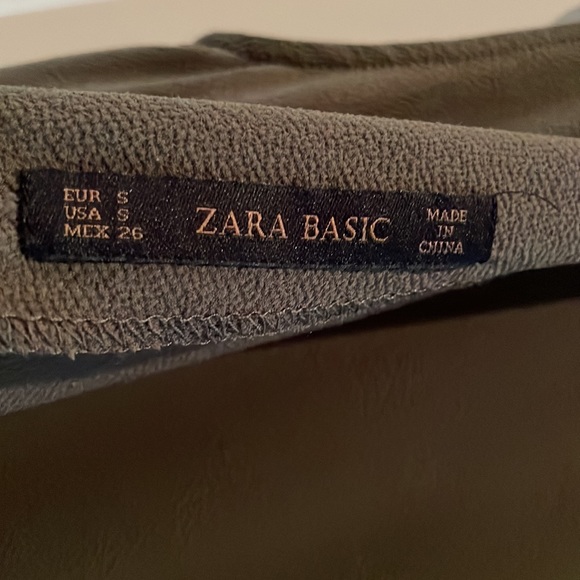 EUR S
USA S
MEX 26
ZARA BASIC
MADE
IN
CHINA